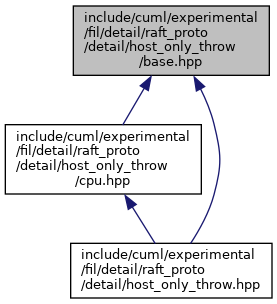 include/cuml/experimental
/fil/detail/raft_proto
/detail/host_only_throw
/base.hpp
include/cuml/experimental
/fil/detail/raft_proto
/detail/host_only_throw
/cpu.hpp
include/cuml/experimental
/fil/detail/raft_proto
/detail/host_only_throw.hpp